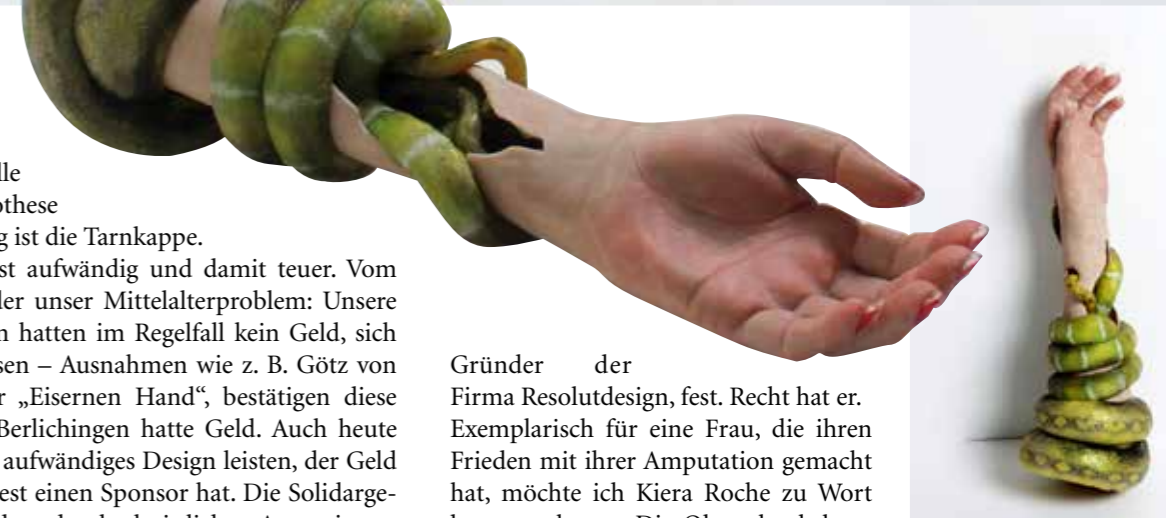 lle
othese
g ist die Tarnkappe.
st aufwändig und damit teuer. Vom
der unser Mittelalterproblem: Unsere
n hatten im Regelfall kein Geld, sich
sen – Ausnahmen wie z. B. Götz von
r „Eisernen Hand“, bestätigen diese
Berlichingen hatte Geld. Auch heute
aufwändiges Design leisten, der Geld
est einen Sponsor hat. Die Solidarge-
Gründer der
Firma Resolutdesign, fest. Recht hat er.
Exemplarisch für eine Frau, die ihren
Frieden mit ihrer Amputation gemacht
hat, möchte ich Kiera Roche zu Wort